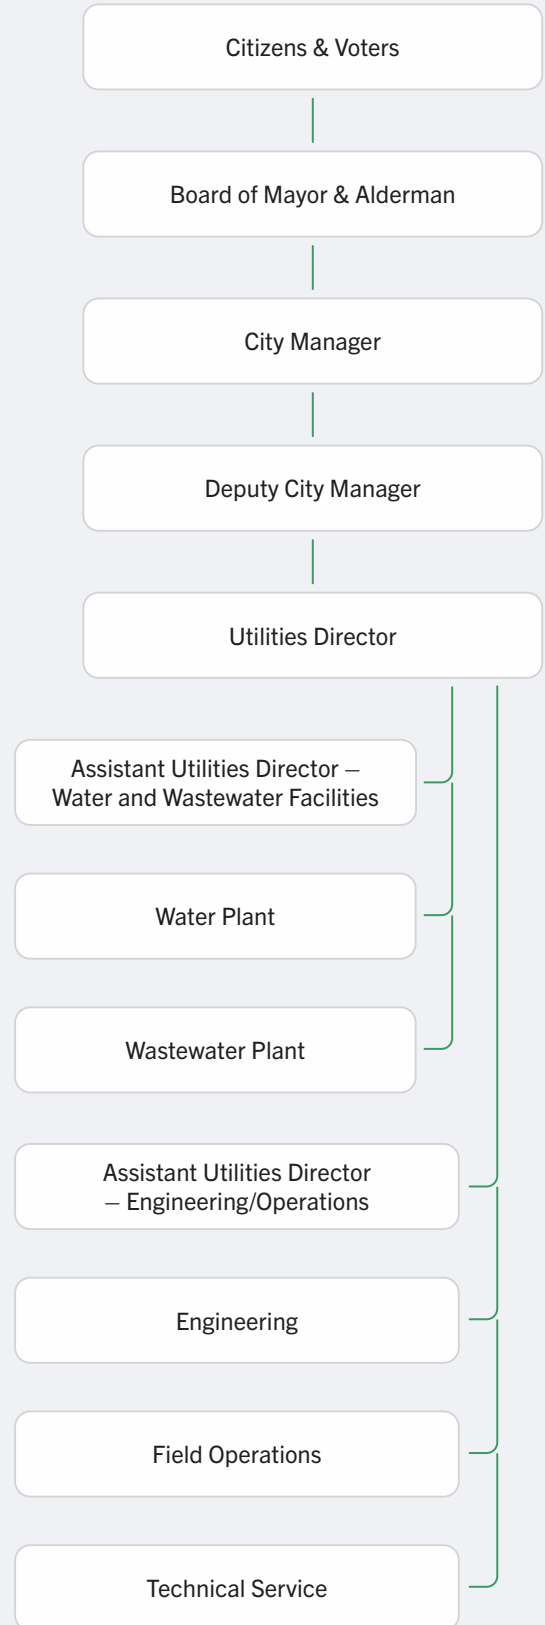 Citizens & Voters
Board of Mayor & Alderman
City Manager
Deputy City Manager
Utilities Director
Assistant Utilities Director –
Water and Wastewater Facilities
Water Plant
Wastewater Plant
Assistant Utilities Director
– Engineering/Operations
Engineering
Field Operations
Technical Service